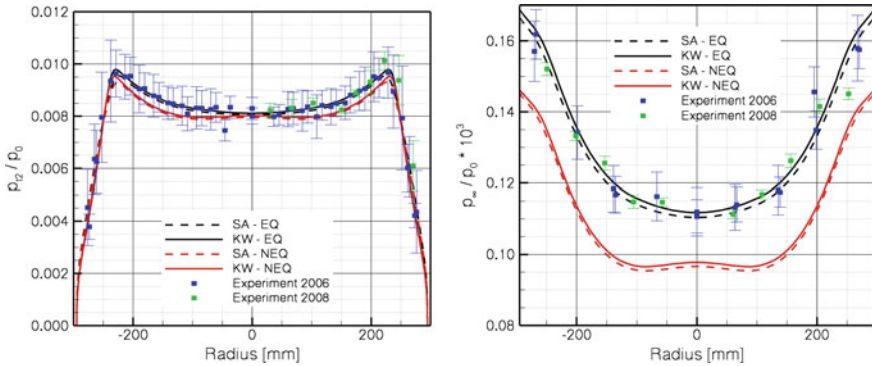 0.012
0.010
0.008
0.006
0.004
0.002
0.000
p_t2 / p_0
SA - EQ
KW - EQ
SA - NEQ
KW - NEQ
Experiment 2006
Experiment 2008
-200 0 200
Radius [mm]
0.16
0.14
0.12
0.10
0.08
p_∞ / p_0 * 10^3
SA - EQ
KW - EQ
SA - NEQ
KW - NEQ
Experiment 2006
Experiment 2008
-200 0 200
Radius [mm]